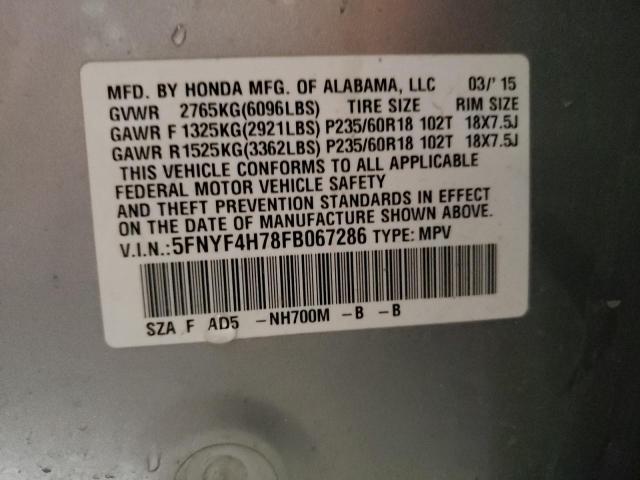 MFD. BY HONDA MFG. OF ALABAMA, LLC 03/'15
GVWR 2765KG(6096LBS) TIRE SIZE RIM SIZE
GAWR F 1325KG(2921LBS) P235/60R18 102T 18X7.5J
GAWR R1525KG(3362LBS) P235/60R18 102T 18X7.5J
THIS VEHICLE CONFORMS TO ALL APPLICABLE
FEDERAL MOTOR VEHICLE SAFETY
AND THEFT PREVENTION STANDARDS IN EFFECT
ON THE DATE OF MANUFACTURE SHOWN ABOVE.
V.I.N.:5FNYF4H78FB067286 TYPE: MPV
SZA F AD5 -NH700M -B -B